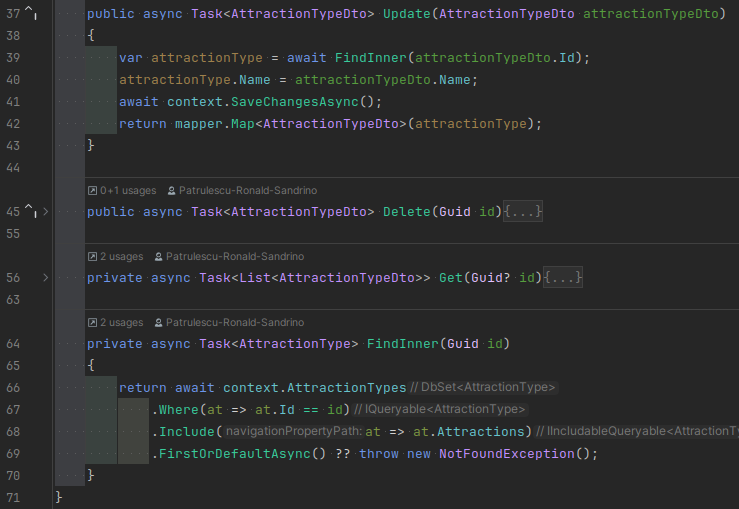 37 public async Task<AttractionTypeDto> Update(AttractionTypeDto attractionTypeDto)
38 {
39 var attractionType = await FindInner(attractionTypeDto.Id);
40 attractionType.Name = attractionTypeDto.Name;
41 await context.SaveChangesAsync();
42 return mapper.Map<AttractionTypeDto>(attractionType);
43 }
44
0+1 usages Patrulescu-Ronald-Sandrino
45 public async Task<AttractionTypeDto> Delete(Guid id){...}
55
2 usages Patrulescu-Ronald-Sandrino
56 private async Task<List<AttractionTypeDto>> Get(Guid? id){...}
63
2 usages Patrulescu-Ronald-Sandrino
64 private async Task<AttractionType> FindInner(Guid id)
65 {
66 return await context.AttractionTypes // DbSet<AttractionType>
67 .Where(at => at.Id == id) // IQueryable<AttractionType>
68 .Include( navigationPropertyPath: at => at.Attractions) // IIncludableQueryable<AttractionTy
69 .FirstOrDefaultAsync() ?? throw new NotFoundException();
70 }
71 }